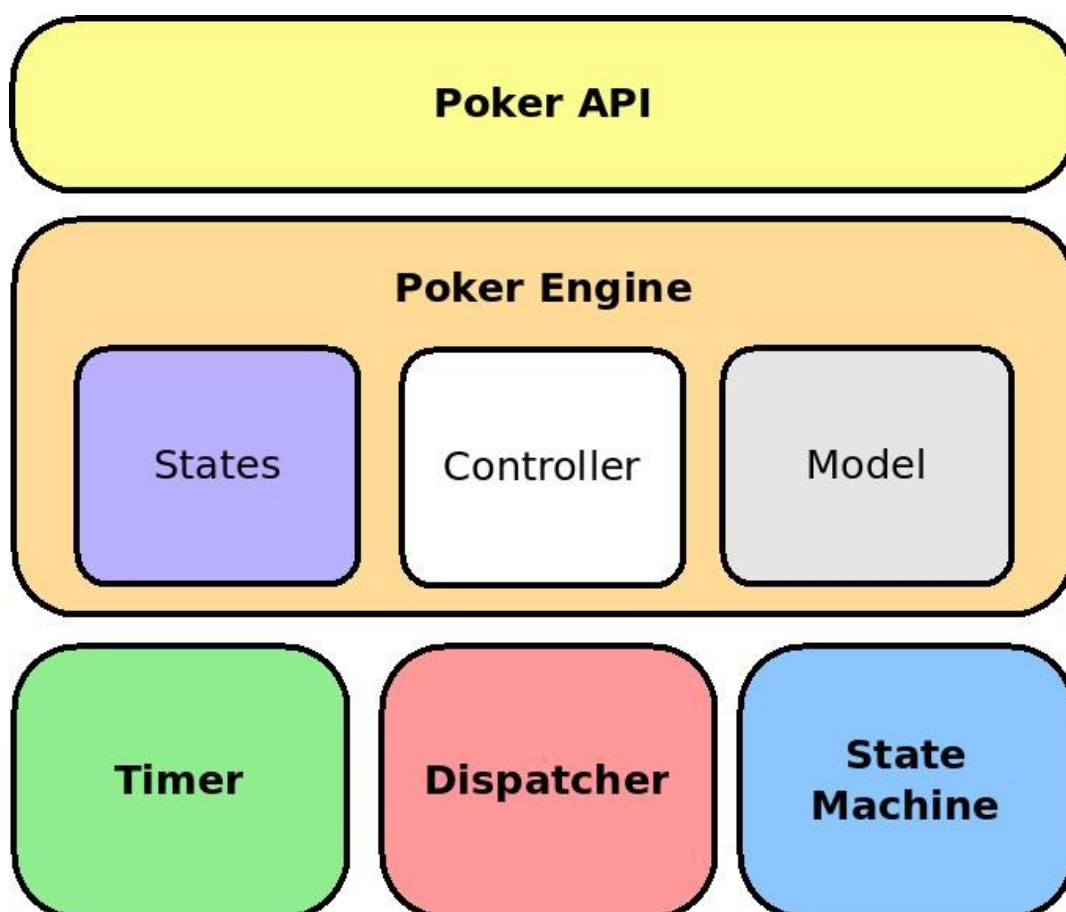 Poker API
Poker Engine
States
Controller
Model
Timer
Dispatcher
State
Machine